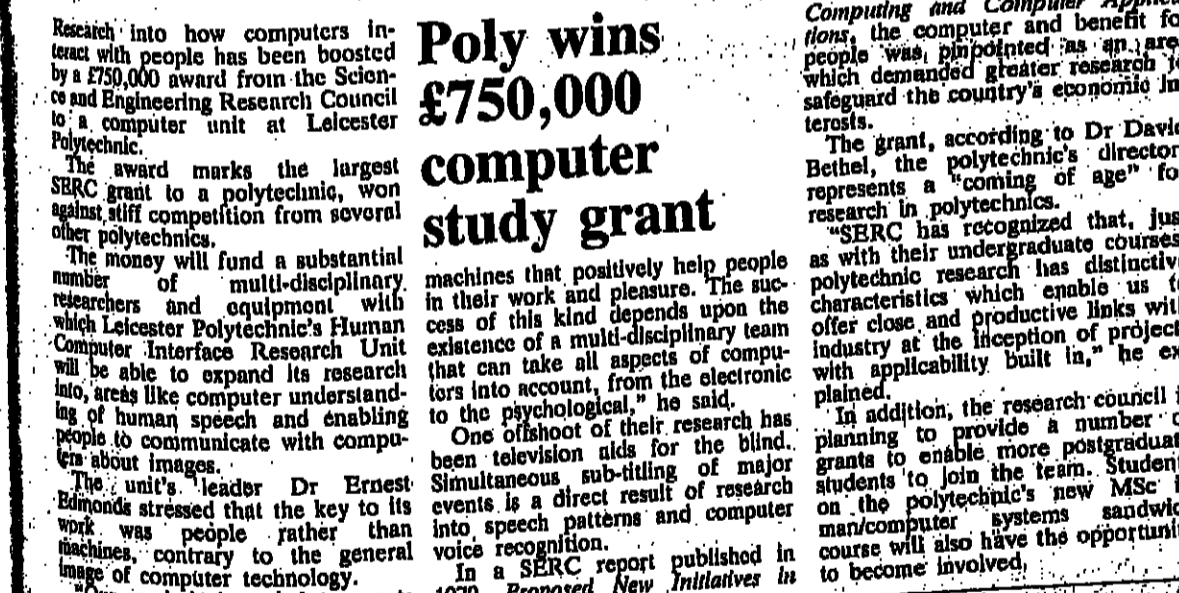 Poly wins
£750,000
computer
study grant
Research into how computers in-
teract with people has been boosted
by a £750,000 award from the Scien-
ce and Engineering Research Council
to a computer unit at Leicester
Polytechnic.
The award marks the largest
SERC grant to a polytechnic, won
against stiff competition from several
other polytechnics.
The money will fund a substantial
number of multi-disciplinary
researchers and equipment with
which Leicester Polytechnic's Human
Computer Interface Research Unit
will be able to expand its research
into, areas like computer understand-
ing of human speech and enabling
people to communicate with compu-
ters about images.
The unit's leader Dr Ernest
Edmonds stressed that the key to its
work was people rather than
machines, contrary to the general
image of computer technology.
machines that positively help people
in their work and pleasure. The suc-
cess of this kind depends upon the
existence of a multi-disciplinary team
that can take all aspects of compu-
ters into account, from the electronic
to the psychological," he said.
One offshoot of their research has
been television aids for the blind.
Simultaneous sub-titling of major
events is a direct result of research
into speech patterns and computer
voice recognition.
In a SERC report published in
Proposed New Initiatives in
Computing and Computer Applica
tions, the computer and benefit fo
people was pinpointed as an are
which demanded greater research t
safeguard the country's economic in
terests.
The grant, according to Dr David
Bethel, the polytechnic's director
represents a "coming of age" fo
research in polytechnics.
"SERC has recognized that, jus
as with their undergraduate courses
polytechnic research has distinctiv
characteristics which enable us t
offer close and productive links wit
industry at the inception of project
with applicability built in," he ex
plained.
In addition, the research council i
planning to provide a number o
grants to enable more postgraduat
students to join the team. Student
on the polytechnic's new MSc i
man/computer systems sandwic
course will also have the opportunit
to become involved.